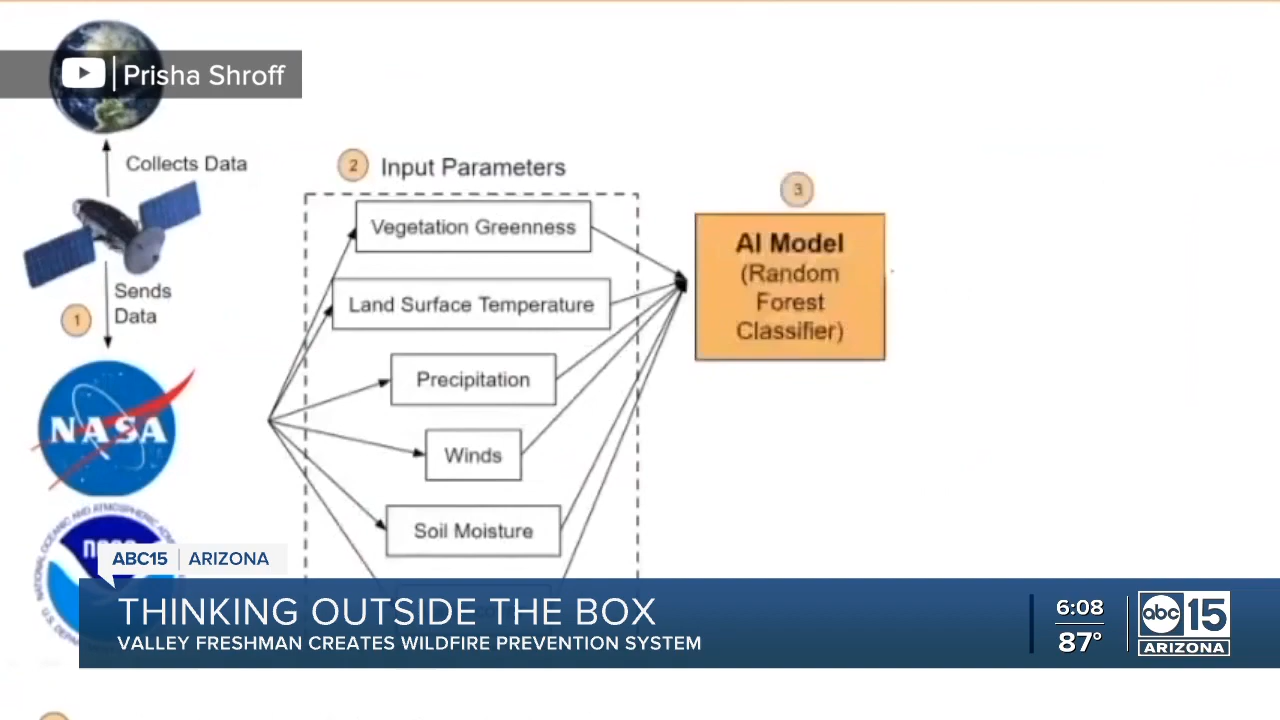 Prisha Shroff
Collects Data
2 Input Parameters
3
Vegetation Greenness
AI Model
(Random
Forest
Classifier)
Land Surface Temperature
Sends
Data
1
Precipitation
NASA
Winds
Soil Moisture
ABC15 | ARIZONA
THINKING OUTSIDE THE BOX
VALLEY FRESHMAN CREATES WILDFIRE PREVENTION SYSTEM
6:08
87°
abc 15
ARIZONA